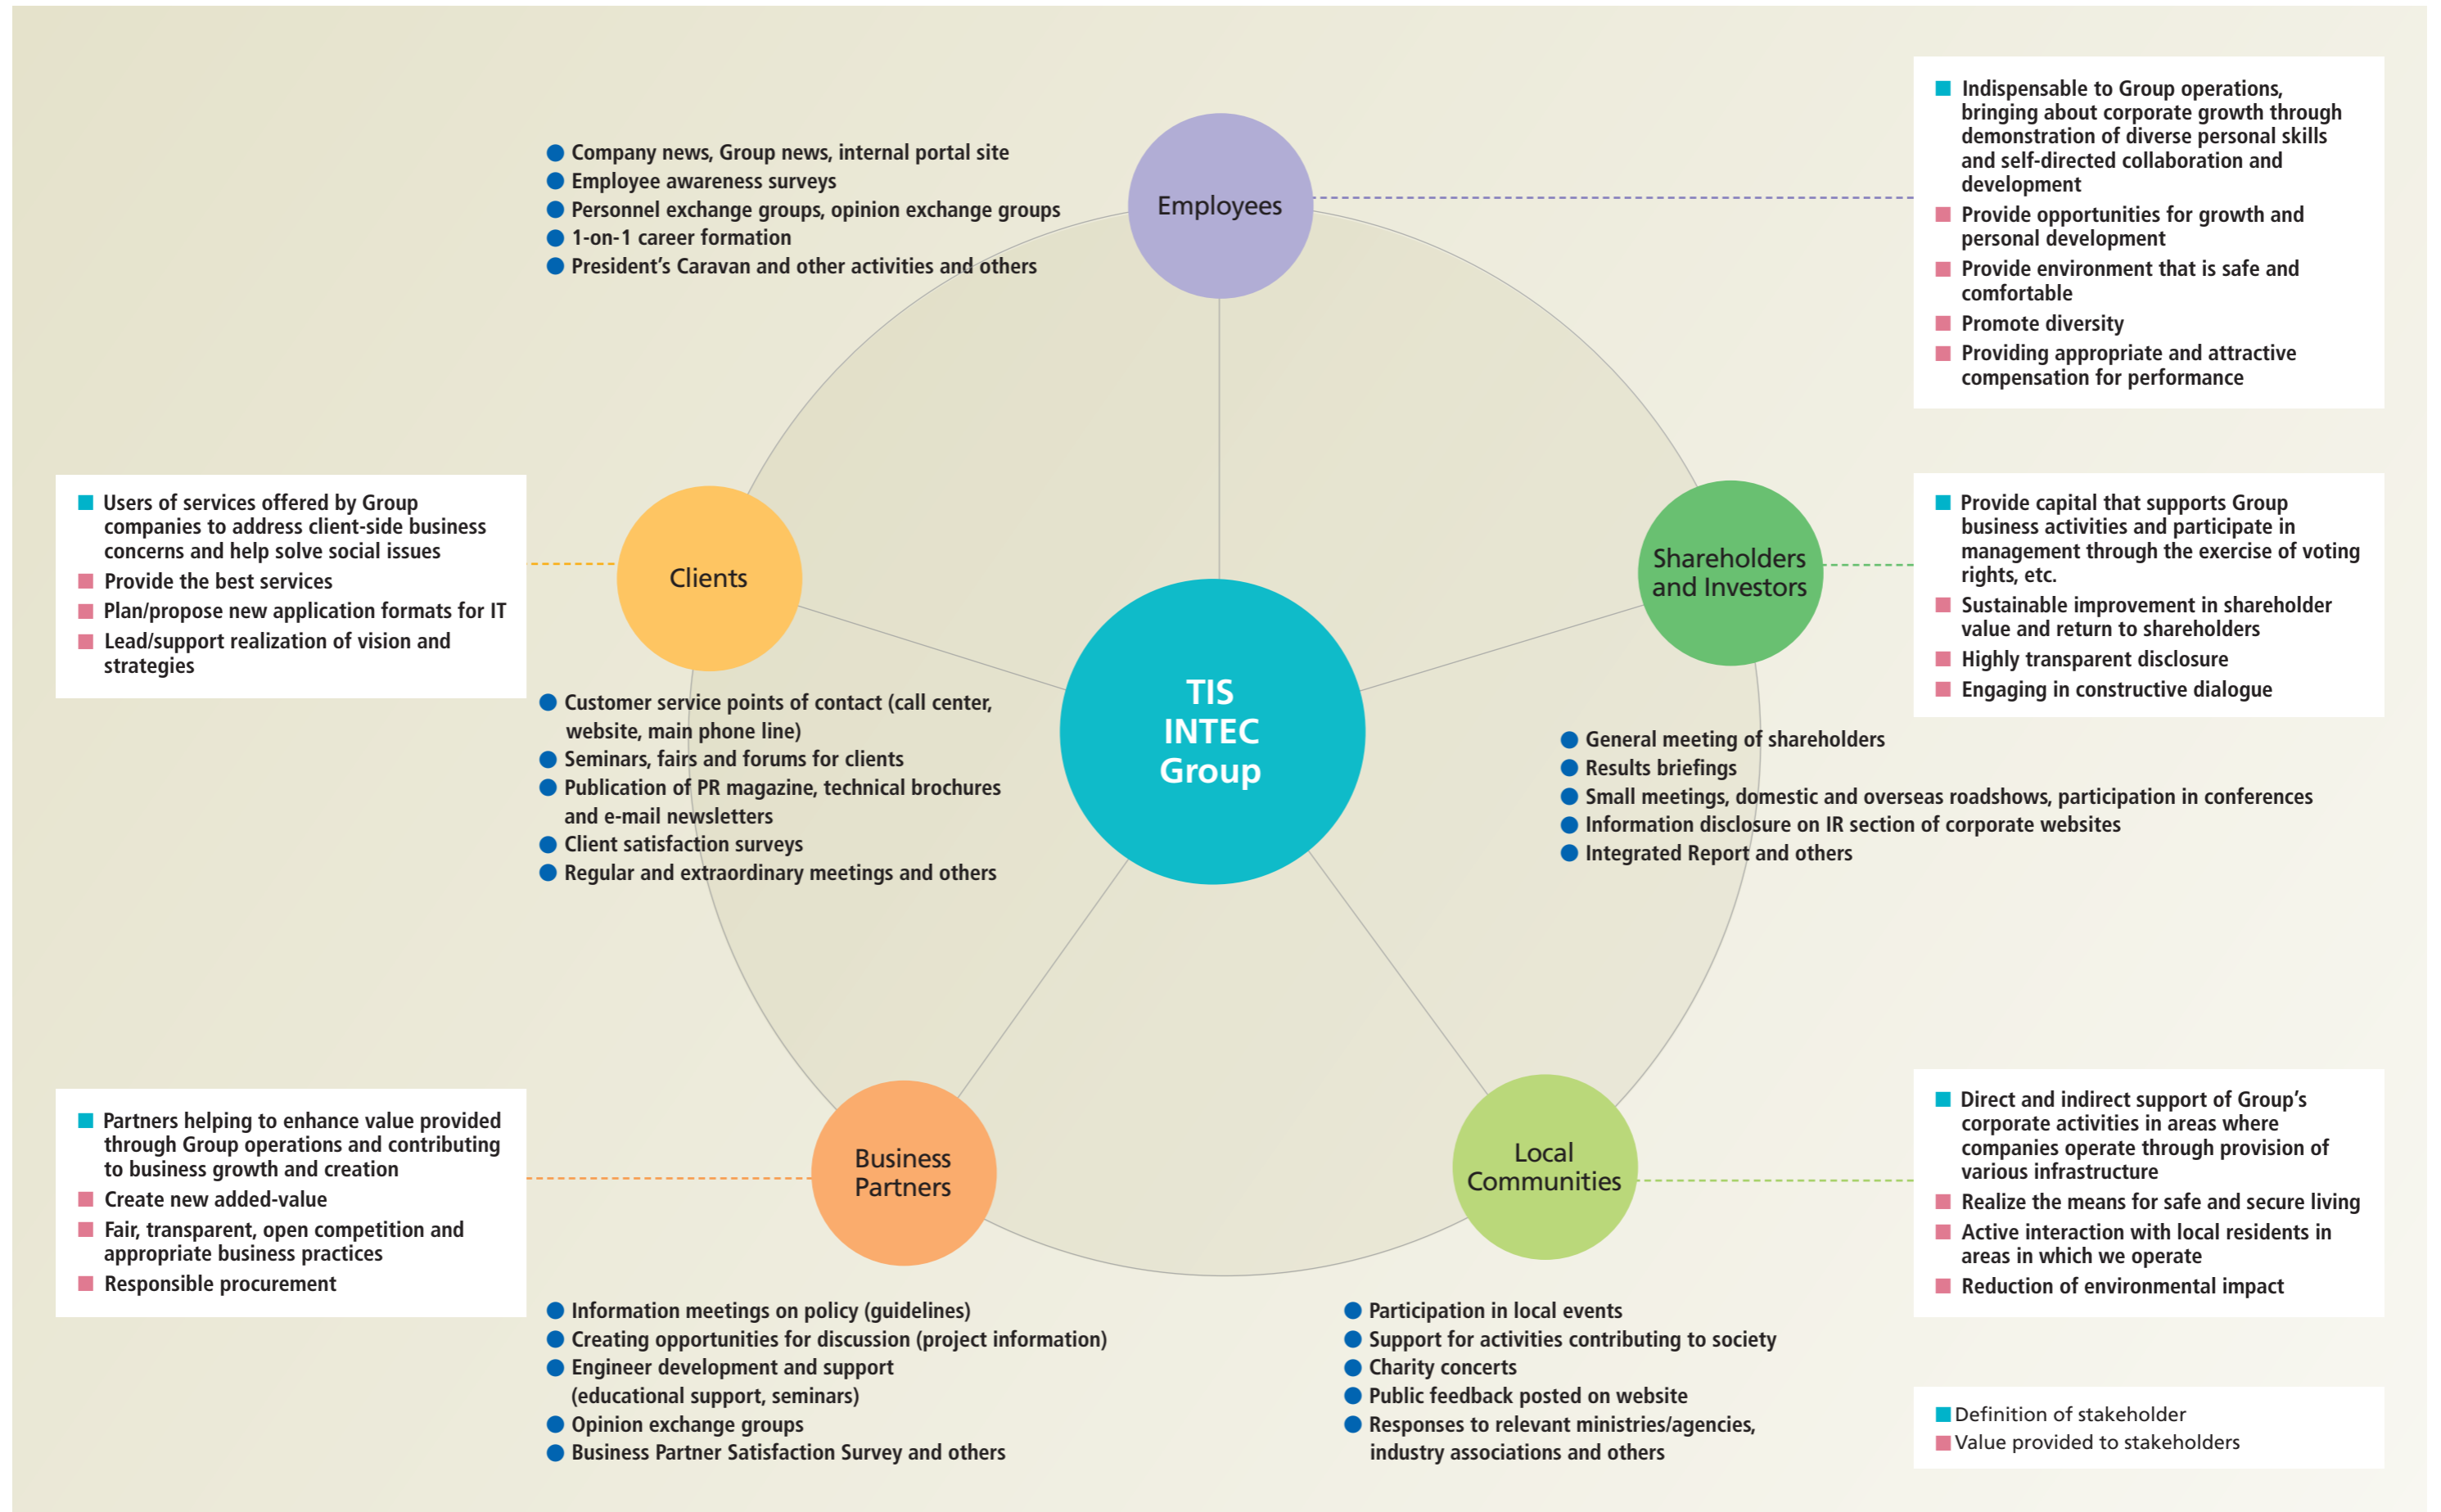 Employees
Company news, Group news, internal portal site
Employee awareness surveys
Personnel exchange groups, opinion exchange groups
1-on-1 career formation
President’s Caravan and other activities and others
Indispensable to Group operations,
bringing about corporate growth through
demonstration of diverse personal skills
and self-directed collaboration and
development
Provide opportunities for growth and
personal development
Provide environment that is safe and
comfortable
Promote diversity
Providing appropriate and attractive
compensation for performance
Users of services offered by Group
companies to address client-side business
concerns and help solve social issues
Provide the best services
Plan/propose new application formats for IT
Lead/support realization of vision and
strategies
Clients
Customer service points of contact (call center,
website, main phone line)
Seminars, fairs and forums for clients
Publication of PR magazine, technical brochures
and e-mail newsletters
Client satisfaction surveys
Regular and extraordinary meetings and others
TIS
INTEC
Group
Shareholders
and Investors
Provide capital that supports Group
business activities and participate in
management through the exercise of voting
rights, etc.
Sustainable improvement in shareholder
value and return to shareholders
Highly transparent disclosure
Engaging in constructive dialogue
General meeting of shareholders
Results briefings
Small meetings, domestic and overseas roadshows, participation in conferences
Information disclosure on IR section of corporate websites
Integrated Report and others
Partners helping to enhance value provided
through Group operations and contributing
to business growth and creation
Create new added-value
Fair, transparent, open competition and
appropriate business practices
Responsible procurement
Business
Partners
Information meetings on policy (guidelines)
Creating opportunities for discussion (project information)
Engineer development and support
(educational support, seminars)
Opinion exchange groups
Business Partner Satisfaction Survey and others
Local
Communities
Direct and indirect support of Group’s
corporate activities in areas where
companies operate through provision of
various infrastructure
Realize the means for safe and secure living
Active interaction with local residents in
areas in which we operate
Reduction of environmental impact
Participation in local events
Support for activities contributing to society
Charity concerts
Public feedback posted on website
Responses to relevant ministries/agencies,
industry associations and others
Definition of stakeholder
Value provided to stakeholders